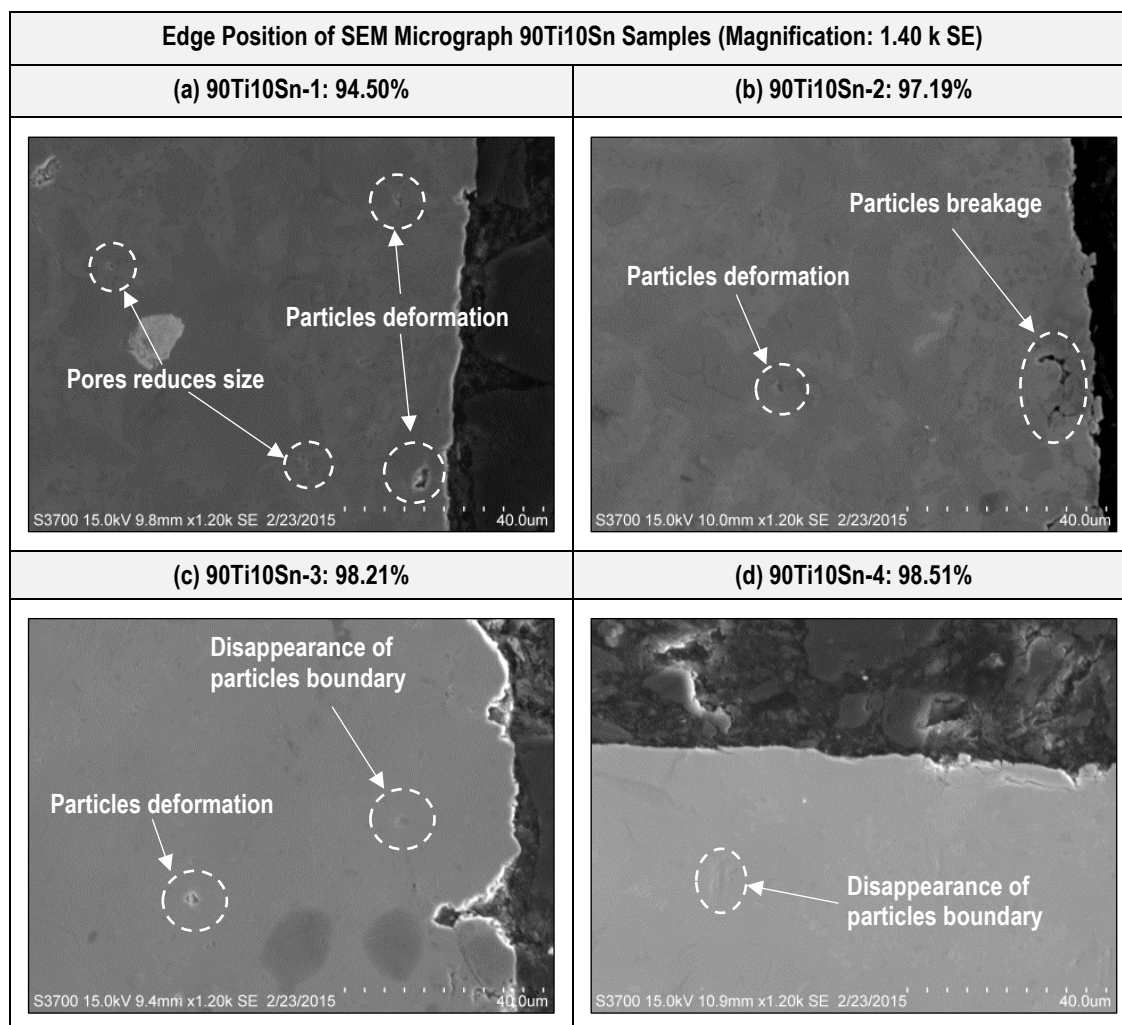 Edge Position of SEM Micrograph 90Ti10Sn Samples (Magnification: 1.40 k SE)
(a) 90Ti10Sn-1: 94.50%
(b) 90Ti10Sn-2: 97.19%
Particles deformation
Pores reduces size
S3700 15.0kV 9.8mm x1.20k SE 2/23/2015
40.0um
Particles breakage
Particles deformation
S3700 15.0kV 10.0mm x1.20k SE 2/23/2015
40.0um
(c) 90Ti10Sn-3: 98.21%
(d) 90Ti10Sn-4: 98.51%
Disappearance of
particles boundary
Particles deformation
S3700 15.0kV 9.4mm x1.20k SE 2/23/2015
40.0um
Disappearance of
particles boundary
S3700 15.0kV 10.9mm x1.20k SE 2/23/2015
40.0um